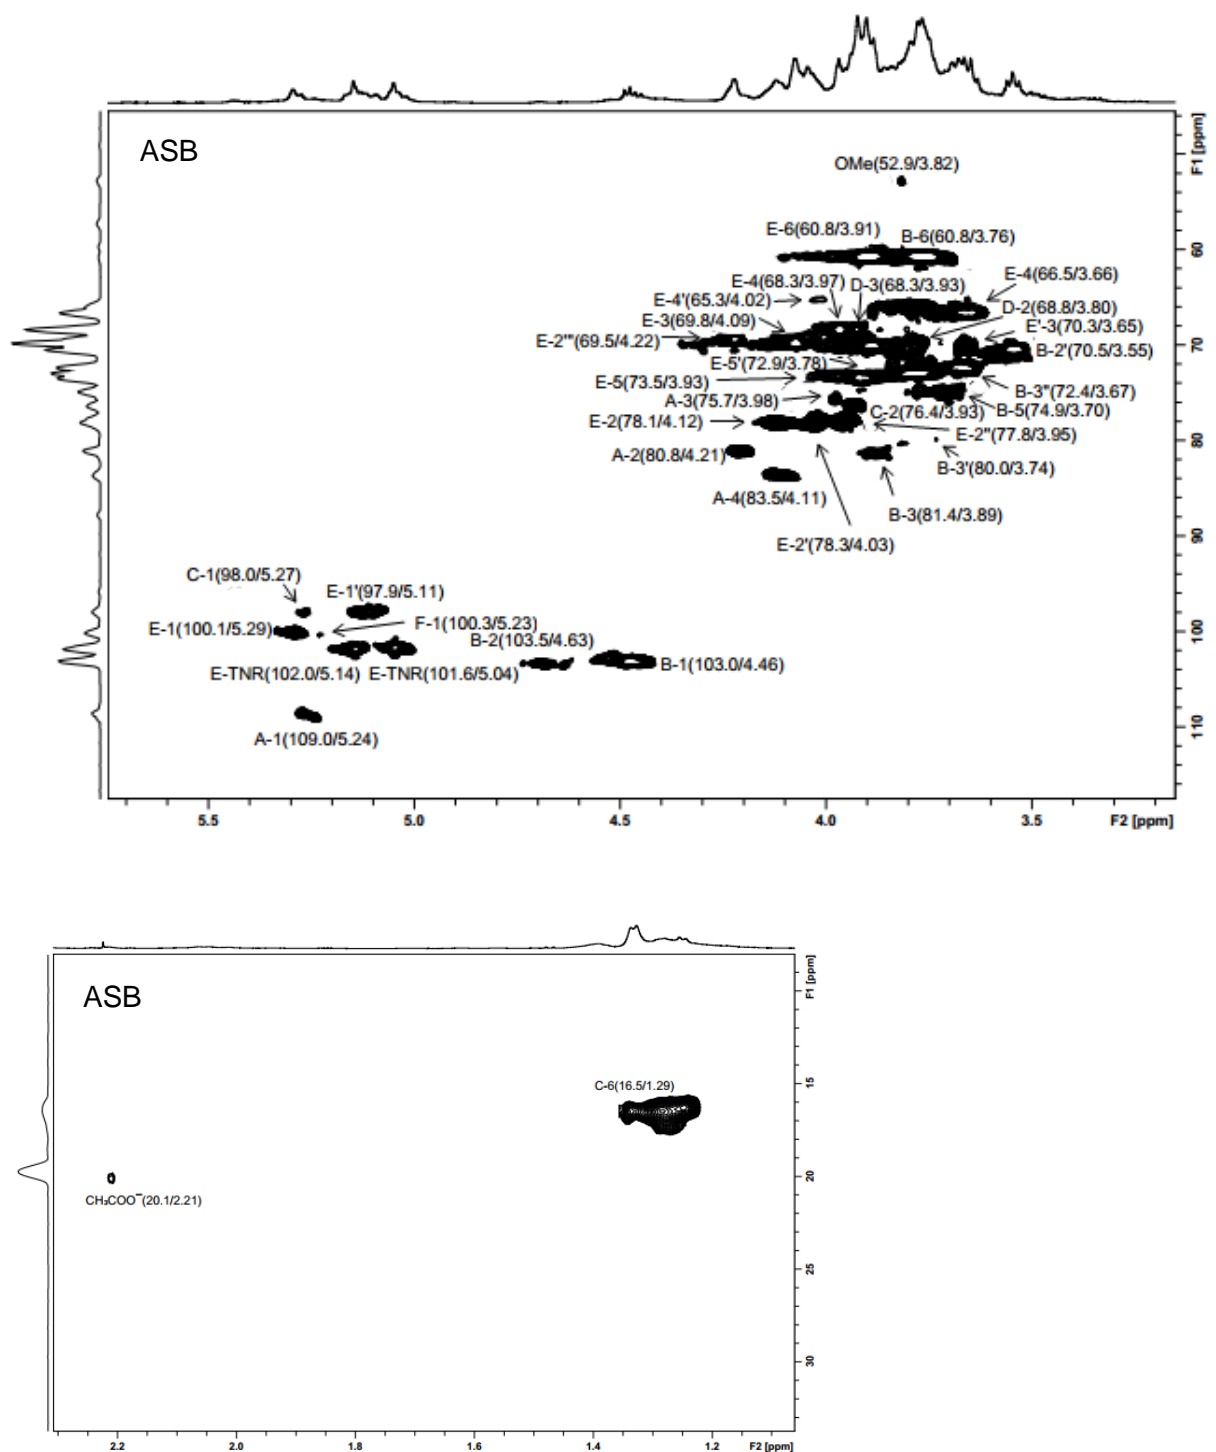 ASB
OMe(52.9/3.82)
E-6(60.8/3.91)
B-6(60.8/3.76)
E-4(68.3/3.97)
D-3(68.3/3.93)
E-4(66.5/3.66)
E-4'(65.3/4.02)
D-2(68.8/3.80)
E-3(69.8/4.09)
E'-3(70.3/3.65)
E-2'''(69.5/4.22)
B-2'(70.5/3.55)
E-5'(72.9/3.78)
E-5(73.5/3.93)
B-3''(72.4/3.67)
A-3(75.7/3.98)
C-2(76.4/3.93)
B-5(74.9/3.70)
E-2(78.1/4.12)
E-2''(77.8/3.95)
A-2(80.8/4.21)
B-3'(80.0/3.74)
A-4(83.5/4.11)
B-3(81.4/3.89)
E-2'(78.3/4.03)
C-1(98.0/5.27)
E-1'(97.9/5.11)
E-1(100.1/5.29)
F-1(100.3/5.23)
B-2(103.5/4.63)
E-TNR(102.0/5.14)
E-TNR(101.6/5.04)
B-1(103.0/4.46)
A-1(109.0/5.24)
F1 [ppm]
60
70
80
90
100
110
5.5 5.0 4.5 4.0 3.5 F2 [ppm]
ASB
C-6(16.5/1.29)
CH₃COO⁻(20.1/2.21)
F1 [ppm]
15
20
25
30
2.2 2.0 1.8 1.6 1.4 1.2 F2 [ppm]